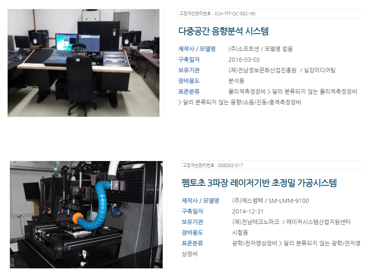 고정자산관리번호 : JCIA-TPT-QC-062~90
다중공간 음향분석 시스템
제작사 / 모델명 (주)소프트센 / 모델명 없음
구축일자 2016-03-02
보유기관 (재)전남정보문화산업진흥원 / 실감미디어팀
장비용도 분석용
표준분류 물리적측정장비 > 달리 분류되지 않는 물리적측정장비
> 달리 분류되지 않는 음향/소음/진동/충격측정장비
고정자산관리번호 : 008D02-017
펨토초 3파장 레이저기반 초정밀 가공시스템
제작사 / 모델명 (주)에스엠텍 / SM-UMM-9100
구축일자 2014-12-31
보유기관 (재)전남테크노파크 / 레이저시스템산업지원센터
장비용도 시험용
표준분류 광학/전자영상장비 > 달리 분류되지 않는 광학/전자영
상장비